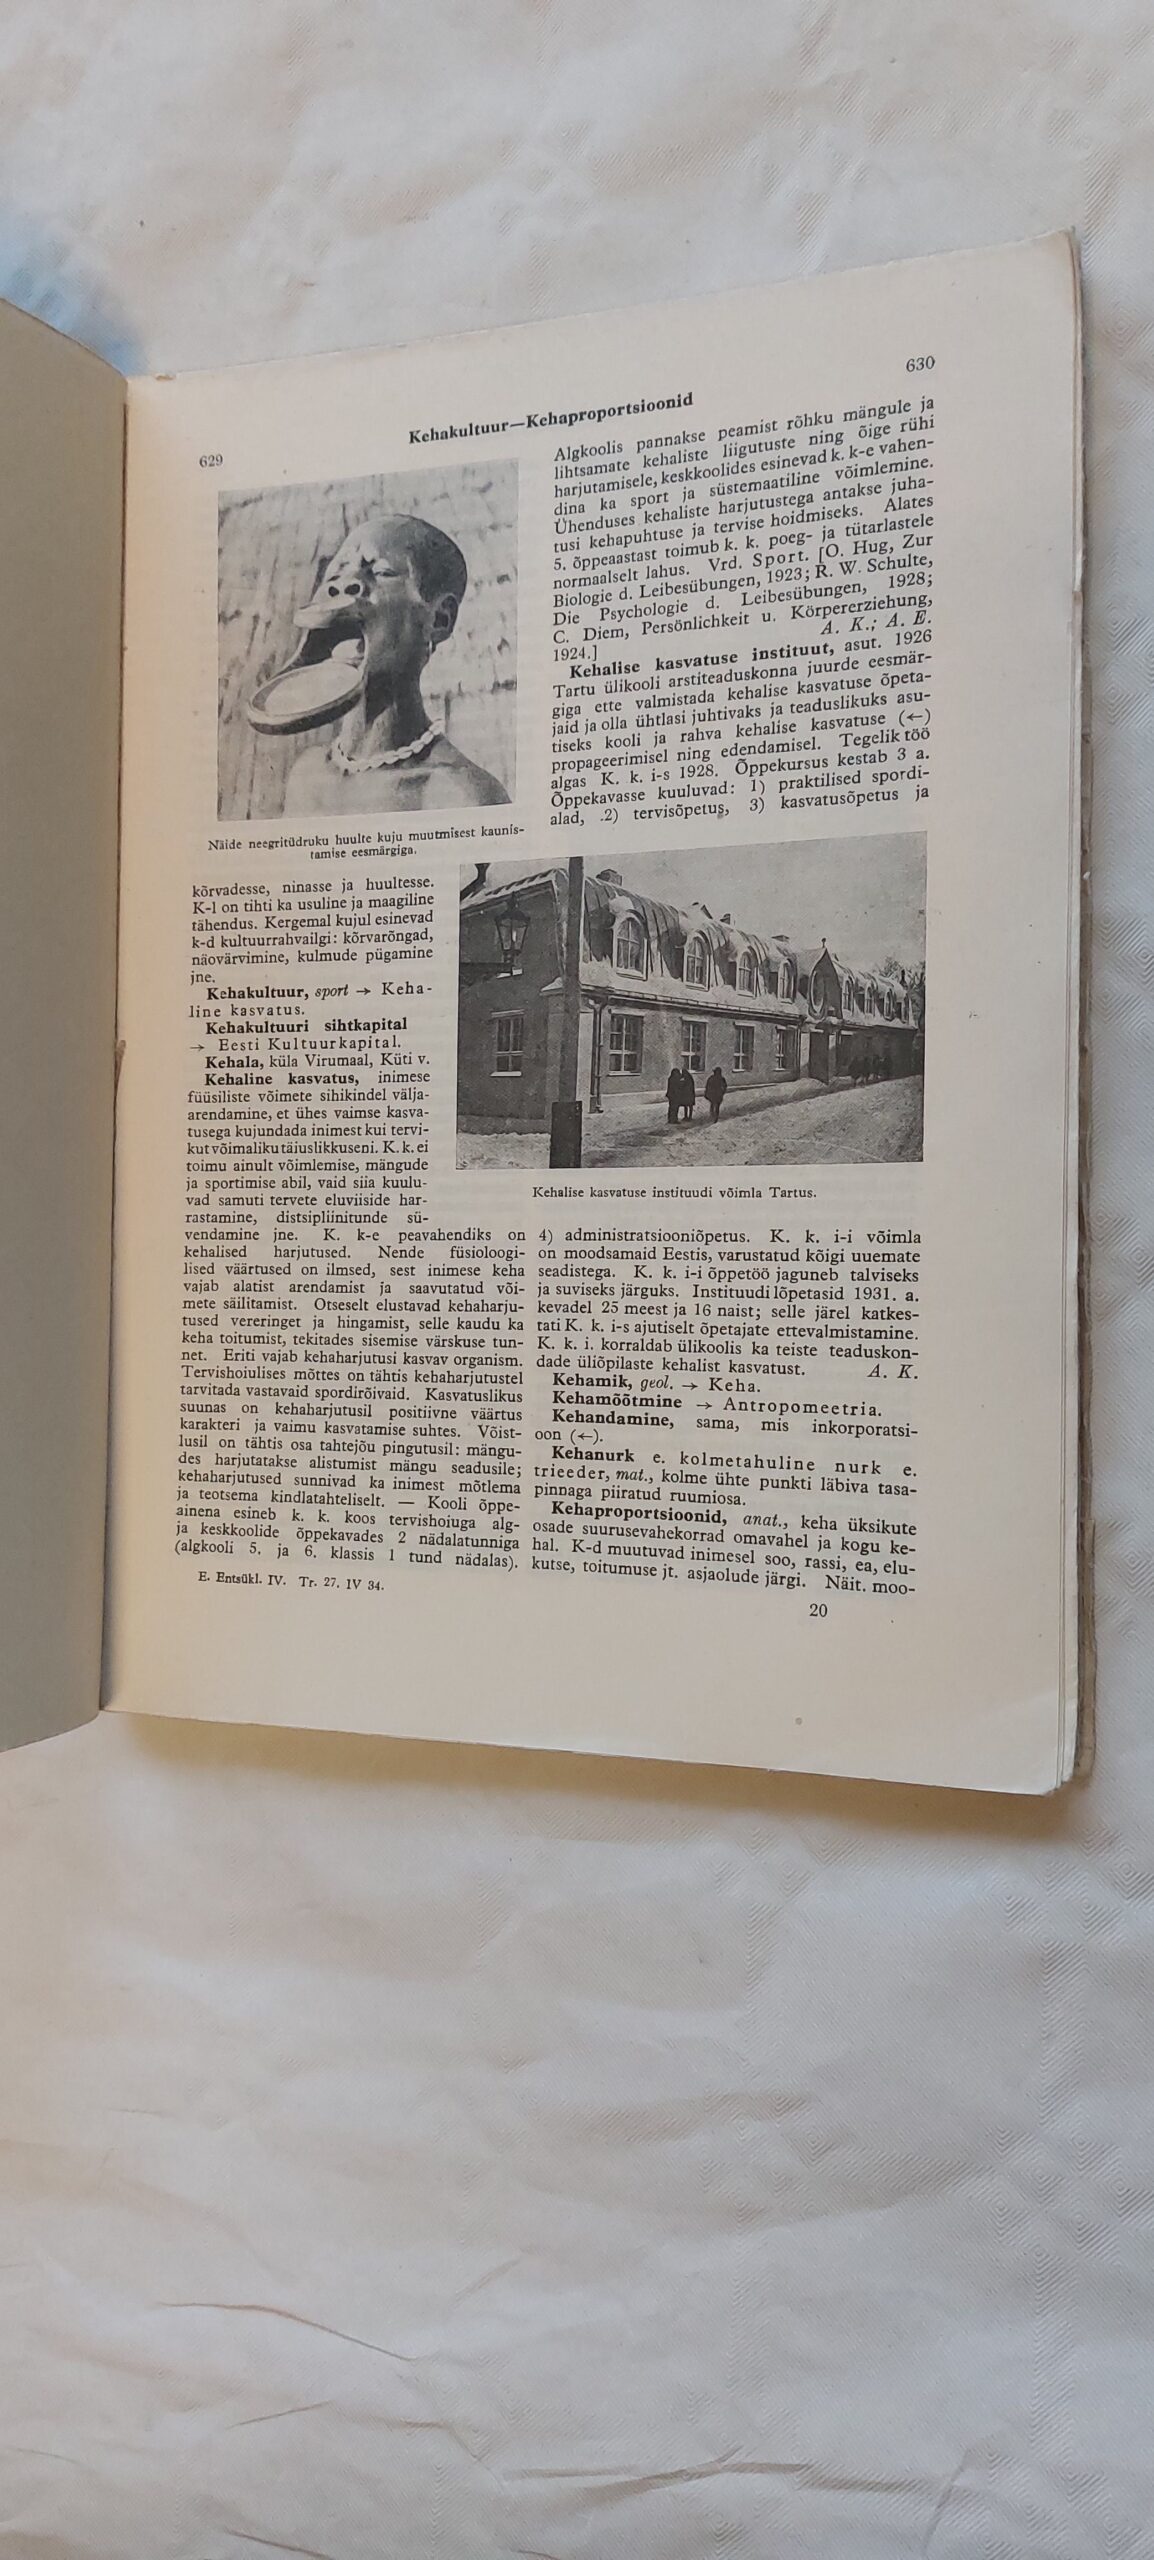 630
Kehakultuur—Kehaproportsioonid
629
Näide neegritüdruku huulte kuju muutmisest kaunis-
tamise eesmärgiga.
kõrvadesse, ninasse ja huultesse.
K-l on tihti ka usuline ja maagiline
tähendus. Kergemal kujul esinevad
k-d kultuurrahvailgi: kõrvarõngad,
näovärvimine, kulmude pügamine
jne.
Kehakultuur, sport → Keha-
line kasvatus.
Kehakultuuri sihtkapital
→ Eesti Kultuurkapital.
Kehala, küla Virumaal, Küti v.
Kehaline kasvatus, inimese
füüsiliste võimete sihikindel välja-
arendamine, et ühes vaimse kasva-
tusega kujundada inimest kui tervi-
kut võimaliku täiuslikkuseni. K. k. ei
toimu ainult võimlemise, mängude
ja sportimise abil, vaid siia kuulu-
vad samuti tervete eluviiside har-
rastamine, distsipliinitunde sü-
vendamine jne. K. k-e peavahendiks on
kehalised harjutused. Nende füsioloogi-
lised väärtused on ilmsed, sest inimese keha
vajab alatist arendamist ja saavutatud või-
mete säilitamist. Otseselt elustavad kehaharju-
tused vereringet ja hingamist, selle kaudu ka
keha toitumist, tekitades sisemise värskuse tun-
net. Eriti vajab kehaharjutusi kasvav organism.
Tervishoiulises mõttes on tähtis kehaharjutustel
tarvitada vastavaid spordirõivaid. Kasvatuslikus
suunas on kehaharjutusil positiivne väärtus
karakteri ja vaimu kasvatamise suhtes. Võist-
lusil on tähtis osa tahtejõu pingutusil: mängu-
des harjutatakse alistumist mängu seadusile;
kehaharjutused sunnivad ka inimest mõtlema
ja teotsema kindlatahteliselt. — Kooli õppe-
ainena esineb k. k. koos tervishoiuga alg-
ja keskkoolide õppekavades 2 nädalatunniga
(algkooli 5. ja 6. klassis 1 tund nädalas).
E. Entsükl. IV. Tr. 27. IV 34.
Algkoolis pannakse peamist rõhku mängule ja
lihtsamate kehaliste liigutuste ning õige rühi
harjutamisele, keskkoolides esinevad k. k-e vahen-
dina ka sport ja süstemaatiline võimlemine.
Ühenduses kehaliste harjutustega antakse juha-
tusi kehapuhtuse ja tervise hoidmiseks. Alates
5. õppeaastast toimub k. k. poeg- ja tütarlastele
normaalselt lahus. Vrd. Sport. [O. Hug, Zur
Biologie d. Leibesübungen, 1923; R. W. Schulte,
Die Psychologie d. Leibesübungen, 1928;
C. Diem, Persönlichkeit u. Körpererziehung,
1924.] A. K.; A. E.
Kehalise kasvatuse instituut, asut. 1926
Tartu ülikooli arstiteaduskonna juurde eesmär-
giga ette valmistada kehalise kasvatuse õpeta-
jaid ja olla ühtlasi juhtivaks ja teaduslikuks asu-
tiseks kooli ja rahva kehalise kasvatuse (←)
propageerimisel ning edendamisel. Tegelik töö
algas K. k. i-s 1928. Õppekursus kestab 3 a.
Õppekavasse kuuluvad: 1) praktilised spordi-
alad, .2) tervisõpetus, 3) kasvatusõpetus ja
Kehalise kasvatuse instituudi võimla Tartus.
4) administratsiooniõpetus. K. k. i-i võimla
on moodsamaid Eestis, varustatud kõigi uuemate
seadistega. K. k. i-i õppetöö jaguneb talviseks
ja suviseks järguks. Instituudi lõpetasid 1931. a.
kevadel 25 meest ja 16 naist; selle järel katkes-
tati K. k. i-s ajutiselt õpetajate ettevalmistamine.
K. k. i. korraldab ülikoolis ka teiste teaduskon-
dade üliõpilaste kehalist kasvatust. A. K.
Kehamik, geol. → Keha.
Kehamõõtmine → Antropomeetria.
Kehandamine, sama, mis inkorporatsi-
oon (←).
Kehanurk e. kolmetahuline nurk e.
trieeder, mat., kolme ühte punkti läbiva tasa-
pinnaga piiratud ruumiosa.
Kehaproportsioonid, anat., keha üksikute
osade suurusevahekorrad omavahel ja kogu ke-
hal. K-d muutuvad inimesel soo, rassi, ea, elu-
kutse, toitumuse jt. asjaolude järgi. Näit. moo-
20